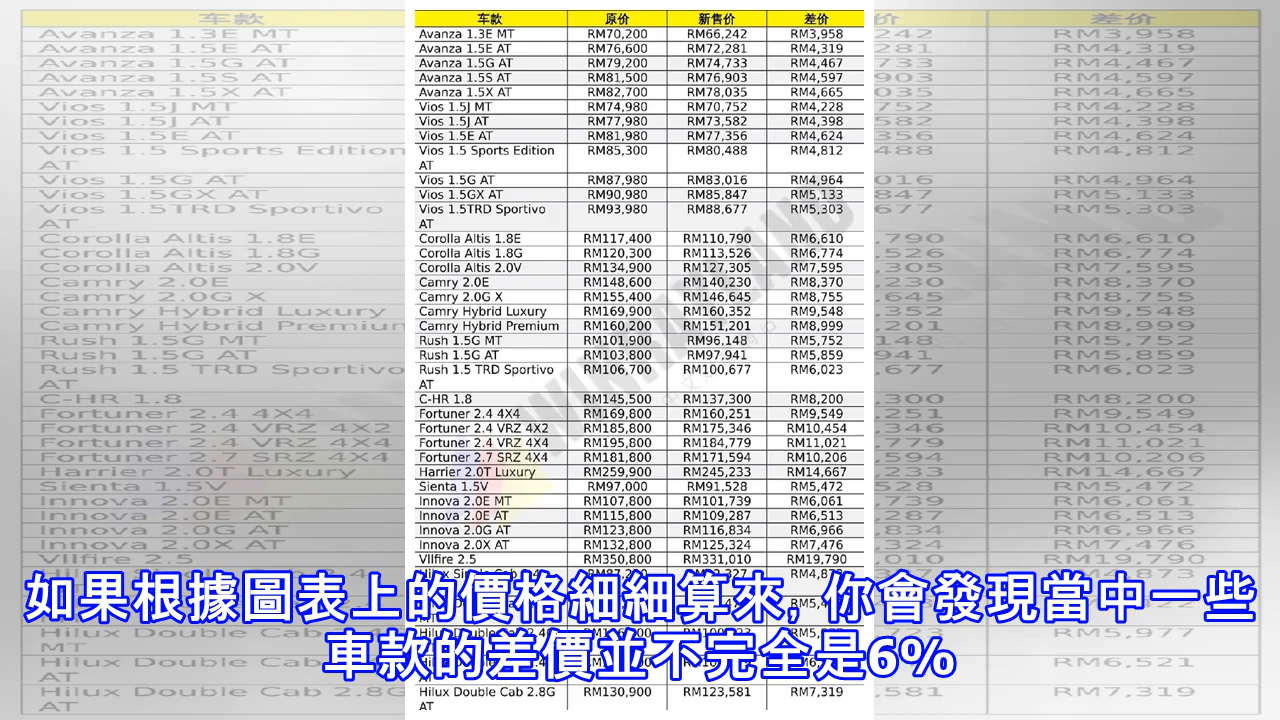 车款 原价 新售价 差价
Avanza 1.3E MT RM70,200 RM66,242 RM3,958
Avanza 1.5E AT RM76,600 RM72,281 RM4,319
Avanza 1.5G AT RM79,200 RM74,733 RM4,467
Avanza 1.5S AT RM81,500 RM76,903 RM4,597
Avanza 1.5X AT RM82,700 RM78,035 RM4,665
Vios 1.5J MT RM74,980 RM70,752 RM4,228
Vios 1.5J AT RM77,980 RM73,582 RM4,398
Vios 1.5E AT RM81,980 RM77,356 RM4,624
Vios 1.5 Sports Edition RM85,300 RM80,488 RM4,812
AT
Vios 1.5G AT RM87,980 RM83,016 RM4,964
Vios 1.5GX AT RM90,980 RM85,847 RM5,133
Vios 1.5TRD Sportivo RM93,980 RM88,677 RM5,303
AT
Corolla Altis 1.8E RM117,400 RM110,790 RM6,610
Corolla Altis 1.8G RM120,300 RM113,526 RM6,774
Corolla Altis 2.0V RM134,900 RM127,305 RM7,595
Camry 2.0E RM148,600 RM140,230 RM8,370
Camry 2.0G X RM155,400 RM146,645 RM8,755
Camry Hybrid Luxury RM169,900 RM160,352 RM9,548
Camry Hybrid Premium RM160,200 RM151,201 RM8,999
Rush 1.5G MT RM101,900 RM96,148 RM5,752
Rush 1.5G AT RM103,800 RM97,941 RM5,859
Rush 1.5 TRD Sportivo RM106,700 RM100,677 RM6,023
AT
C-HR 1.8 RM145,500 RM137,300 RM8,200
Fortuner 2.4 4X4 RM169,800 RM160,251 RM9,549
Fortuner 2.4 VRZ 4X2 RM185,800 RM175,346 RM10,454
Fortuner 2.4 VRZ 4X4 RM195,800 RM184,779 RM11,021
Fortuner 2.7 SRZ 4X4 RM181,800 RM171,594 RM10,206
Harrier 2.0T Luxury RM259,900 RM245,233 RM14,667
Sienta 1.5V RM97,000 RM91,528 RM5,472
Innova 2.0E MT RM107,800 RM101,739 RM6,061
Innova 2.0E AT RM115,800 RM109,287 RM6,513
Innova 2.0G AT RM123,800 RM116,834 RM6,966
Innova 2.0X AT RM132,800 RM125,324 RM7,476
Vllfire 2.5 RM350,800 RM331,010 RM19,790
如果根據圖表上的價格細細算來, 你會發現當中一些
車款的差價並不完全是6%
Hilux Double Cab 2.8G RM130,900 RM123,581 RM7,319
AT